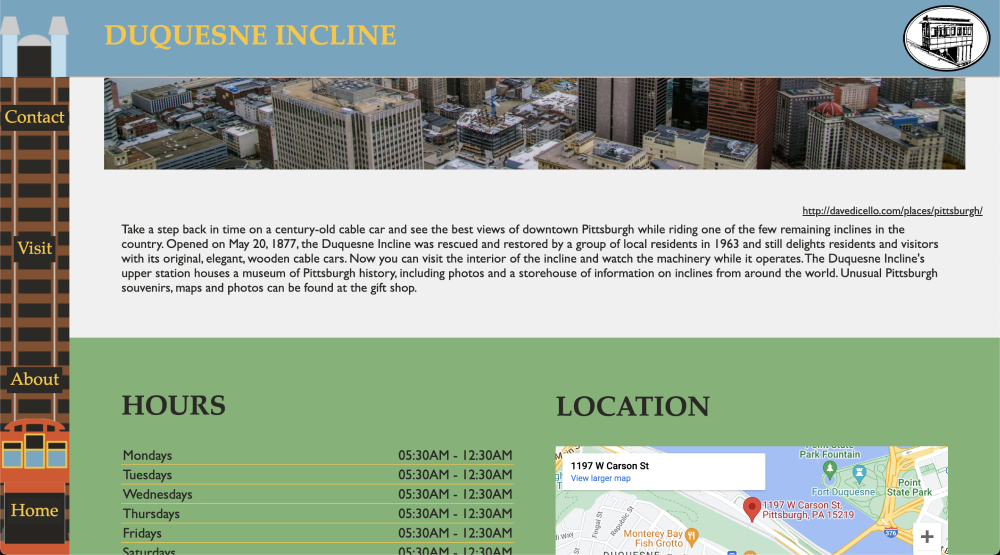 DUQUESNE INCLINE
Contact
Visit
About
Home
http://davedicello.com/places/pittsburgh/
Take a step back in time on a century-old cable car and see the best views of downtown Pittsburgh while riding one of the few remaining inclines in the
country. Opened on May 20, 1877, the Duquesne Incline was rescued and restored by a group of local residents in 1963 and still delights residents and visitors
with its original, elegant, wooden cable cars. Now you can visit the interior of the incline and watch the machinery while it operates. The Duquesne Incline's
upper station houses a museum of Pittsburgh history, including photos and a storehouse of information on inclines from around the world. Unusual Pittsburgh
souvenirs, maps and photos can be found at the gift shop.
HOURS
Mondays 05:30AM - 12:30AM
Tuesdays 05:30AM - 12:30AM
Wednesdays 05:30AM - 12:30AM
Thursdays 05:30AM - 12:30AM
Fridays 05:30AM - 12:30AM
Saturdays 05:30AM - 12:30AM
LOCATION
1197 W Carson St
View larger map
Point State
Park Fountain
Fort Duquesne
Point
State Park
1197 W Carson St,
Pittsburgh, PA 15219
Fingal St
Republic St
Monterey Bay
Fish Grotto
376
DUQUESNE
+